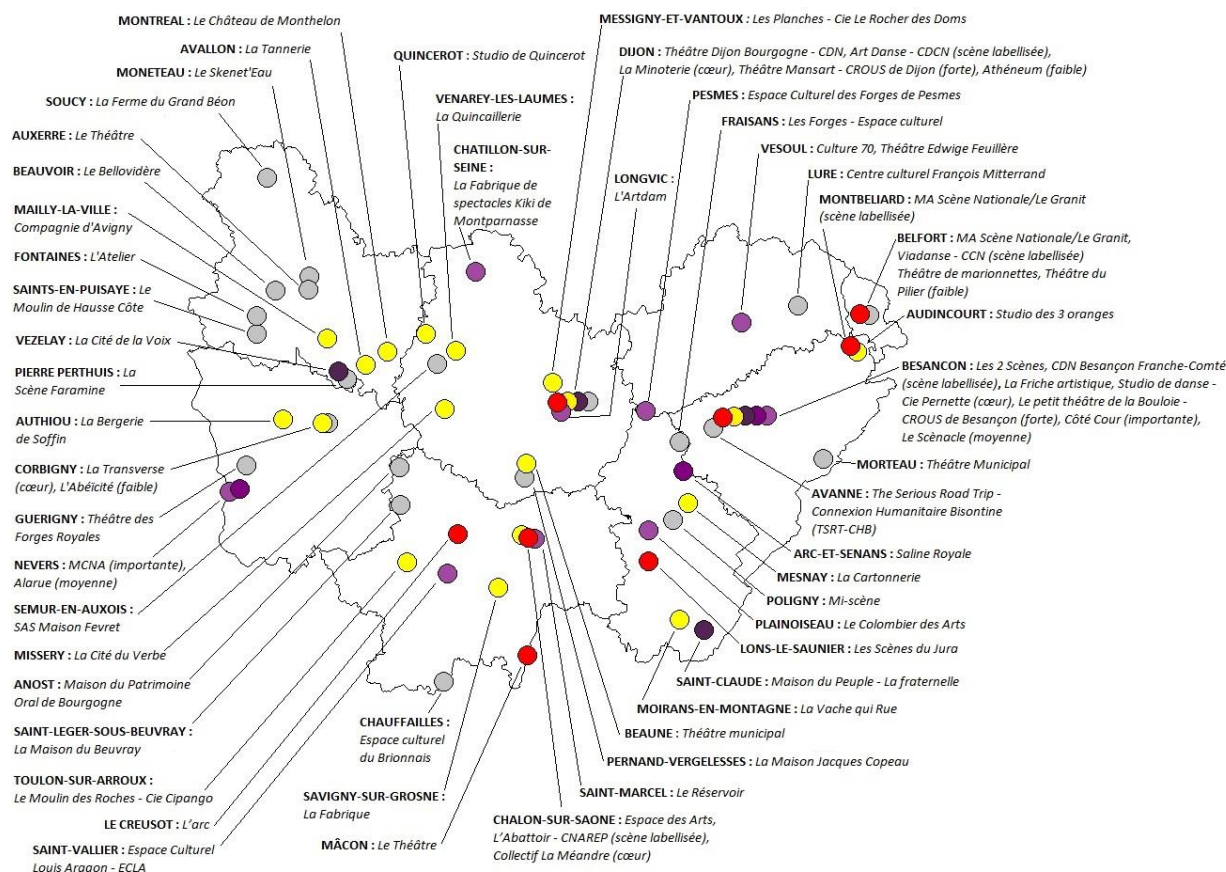 MONTREAL : Le Château de Monthelon
AVALLON : La Tannerie
MONETEAU : Le Skenet'Eau
SOUCY : La Ferme du Grand Béon
AUXERRE : Le Théâtre
BEAUVOIR : Le Bellovidère
MAILLY-LA-VILLE :
Compagnie d'Avigny
FONTAINES : L'Atelier
SAINTS-EN-PUISAYE : Le
Moulin de Hausse Côte
VEZELAY : La Cité de la Voix
PIERRE PERTHUIS : La
Scène Faramine
AUTHIOU : La Bergerie
de Soffin
CORBIGNY : La Transverse
(cœur), L'Abéïcité (faible)
GUERIGNY : Théâtre des
Forges Royales
NEVERS : MCNA (importante),
Alarue (moyenne)
SEMUR-EN-AUXOIS :
SAS Maison Fevret
MISSERY : La Cité du Verbe
ANOST : Maison du Patrimoine
Oral de Bourgogne
SAINT-LEGER-SOUS-BEUVRAY :
La Maison du Beuvray
TOULON-SUR-ARROUX :
Le Moulin des Roches - Cie Cipango
LE CREUSOT : L'arc
SAINT-VALLIER : Espace Culturel
Louis Aragon - ECLA
QUINCEROT : Studio de Quincerot
VENAREY-LES-LAUMES :
La Quincaillerie
CHATILLON-SUR-
SEINE :
La Fabrique de
spectacles Kiki de
Montparnasse
LONGVIC :
L'Artdam
CHAUFFAILLES :
Espace culturel
du Brionnais
SAVIGNY-SUR-GROSNE :
La Fabrique
MÂCON : Le Théâtre
MESSIGNY-ET-VANTOUX : Les Planches - Cie Le Rocher des Doms
DIJON : Théâtre Dijon Bourgogne - CDN, Art Danse - CDCN (scène labellisée),
La Minoterie (cœur), Théâtre Mansart - CROUS de Dijon (forte), Athéneum (faible)
PESMES : Espace Culturel des Forges de Pesmes
FRAISANS : Les Forges - Espace culturel
VESOUL : Culture 70, Théâtre Edwige Feuillère
LURE : Centre culturel François Mitterrand
MONTBELIARD : MA Scène Nationale/Le Granit
(scène labellisée)
BELFORT : MA Scène Nationale/Le Granit,
Viadanse - CCN (scène labellisée)
Théâtre de marionnettes, Théâtre du
Pilier (faible)
AUDINCOURT : Studio des 3 oranges
BESANCON : Les 2 Scènes, CDN Besançon Franche-Comté
(scène labellisée), La Friche artistique, Studio de danse -
Cie Pernette (cœur), Le petit théâtre de la Bouloie -
CROUS de Besançon (forte), Côté Cour (importante),
Le Scènacle (moyenne)
MORTEAU : Théâtre Municipal
AVANNE : The Serious Road Trip -
Connexion Humanitaire Bisontine
(TSRT-CHB)
ARC-ET-SENANS : Saline Royale
MESNAY : La Cartonnerie
POLIGNY : Mi-scène
PLAINOISEAU : Le Colombier des Arts
LONS-LE-SAUNIER : Les Scènes du Jura
SAINT-CLAUDE : Maison du Peuple - La fraternelle
MOIRANS-EN-MONTAGNE : La Vache qui Rue
BEAUNE : Théâtre municipal
PERNAND-VERGELESSES : La Maison Jacques Copeau
SAINT-MARCEL : Le Réservoir
CHALON-SUR-SAONE : Espace des Arts,
L'Abattoir - CNAREP (scène labellisée),
Collectif La Méandre (cœur)